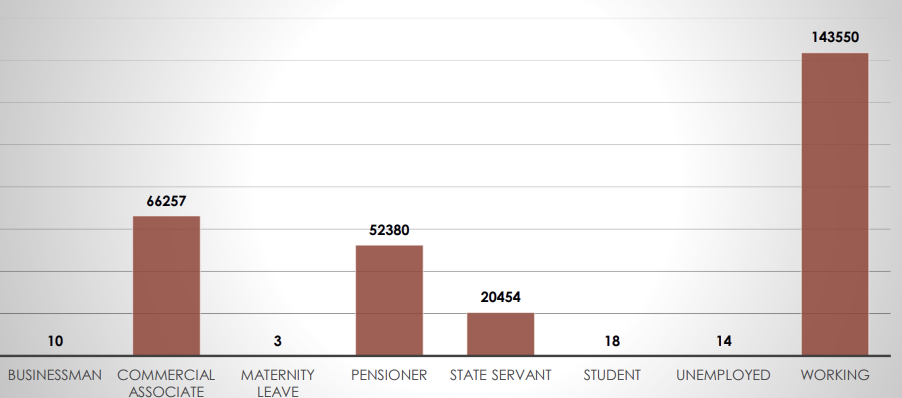 143550
66257
52380
20454
10
3
18
14
BUSINESSMAN
COMMERCIAL
ASSOCIATE
MATERNITY
LEAVE
PENSIONER
STATE SERVANT
STUDENT
UNEMPLOYED
WORKING